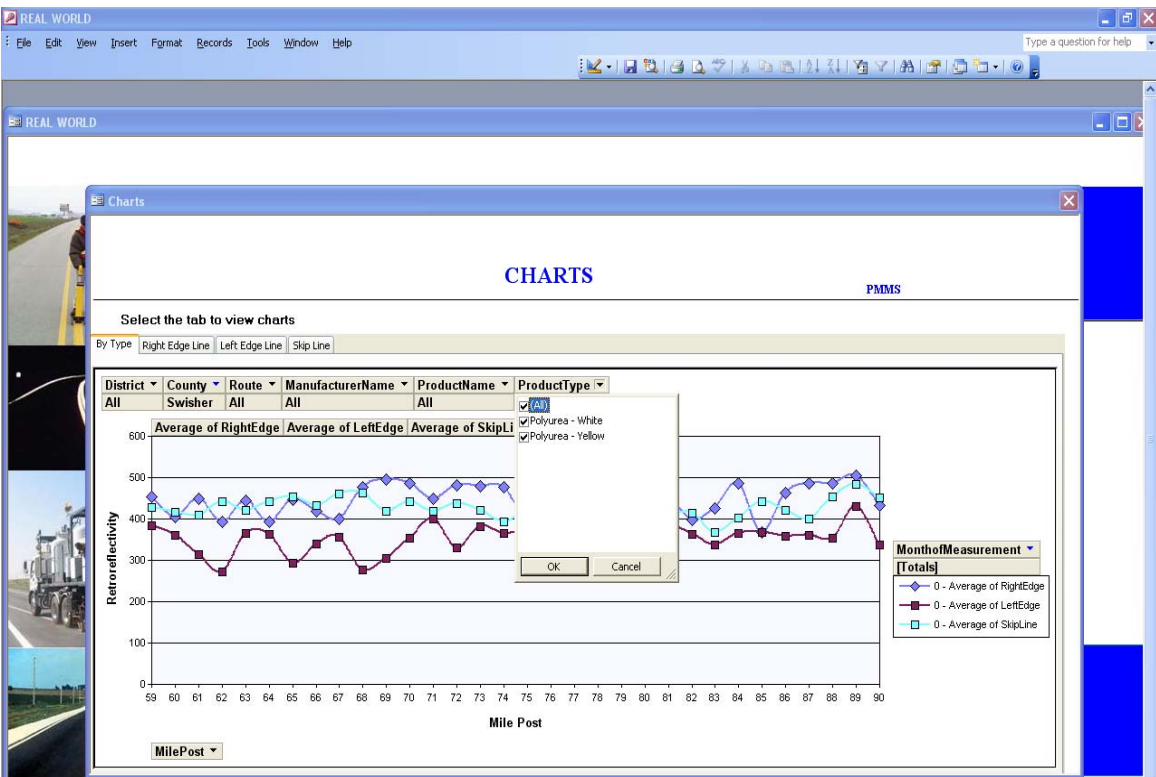 REAL WORLD
File Edit View Insert Format Records Tools Window Help
Type a question for help
REAL WORLD
Charts
CHARTS
PMMS
Select the tab to view charts
By Type Right Edge Line Left Edge Line Skip Line
District County Route ManufacturerName ProductName ProductType
All Swisher All All All
(All)
Polyurea - White
Polyurea - Yellow
OK Cancel
Average of RightEdge Average of LeftEdge Average of SkipLi
600
500
400
300
200
100
0
Retroreflectivity
59 60 61 62 63 64 65 66 67 68 69 70 71 72 73 74 75 76 77 78 79 80 81 82 83 84 85 86 87 88 89 90
Mile Post
MilePost
MonthofMeasurement
[Totals]
0 - Average of RightEdge
0 - Average of LeftEdge
0 - Average of SkipLine